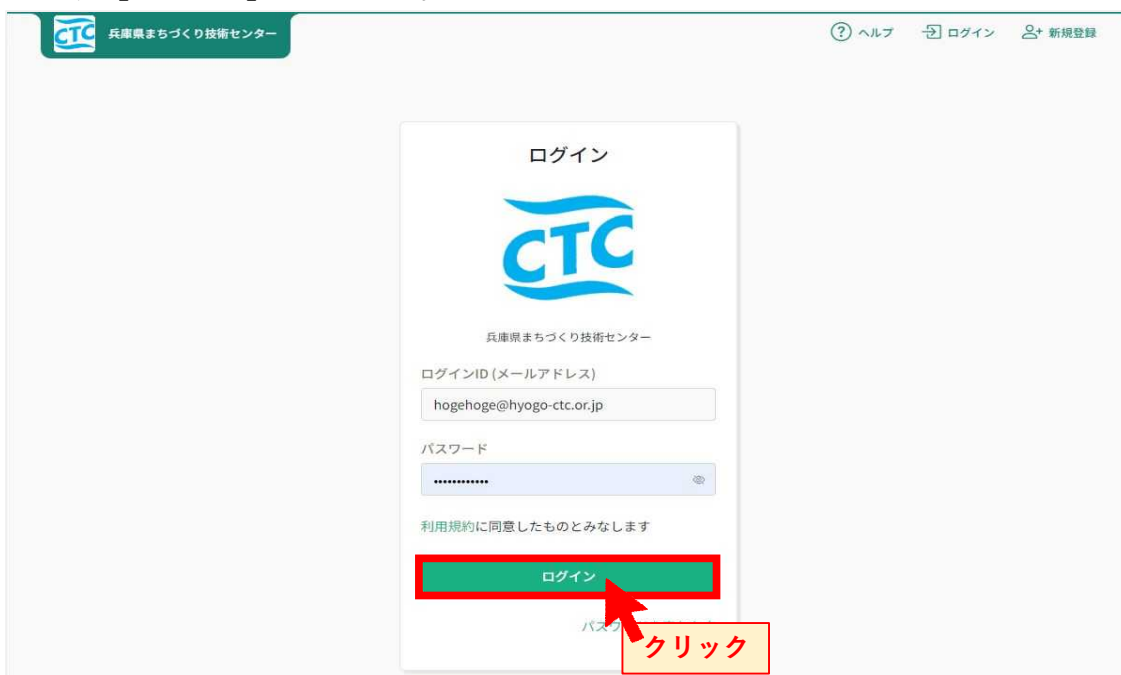 CTC 兵庫県まちづくり技術センター
ヘルプ ログイン 新規登録
ログイン
CTC
兵庫県まちづくり技術センター
ログインID (メールアドレス)
hogehoge@hyogo-ctc.or.jp
パスワード
••••••••••••
利用規約に同意したものとみなします
ログイン
クリック